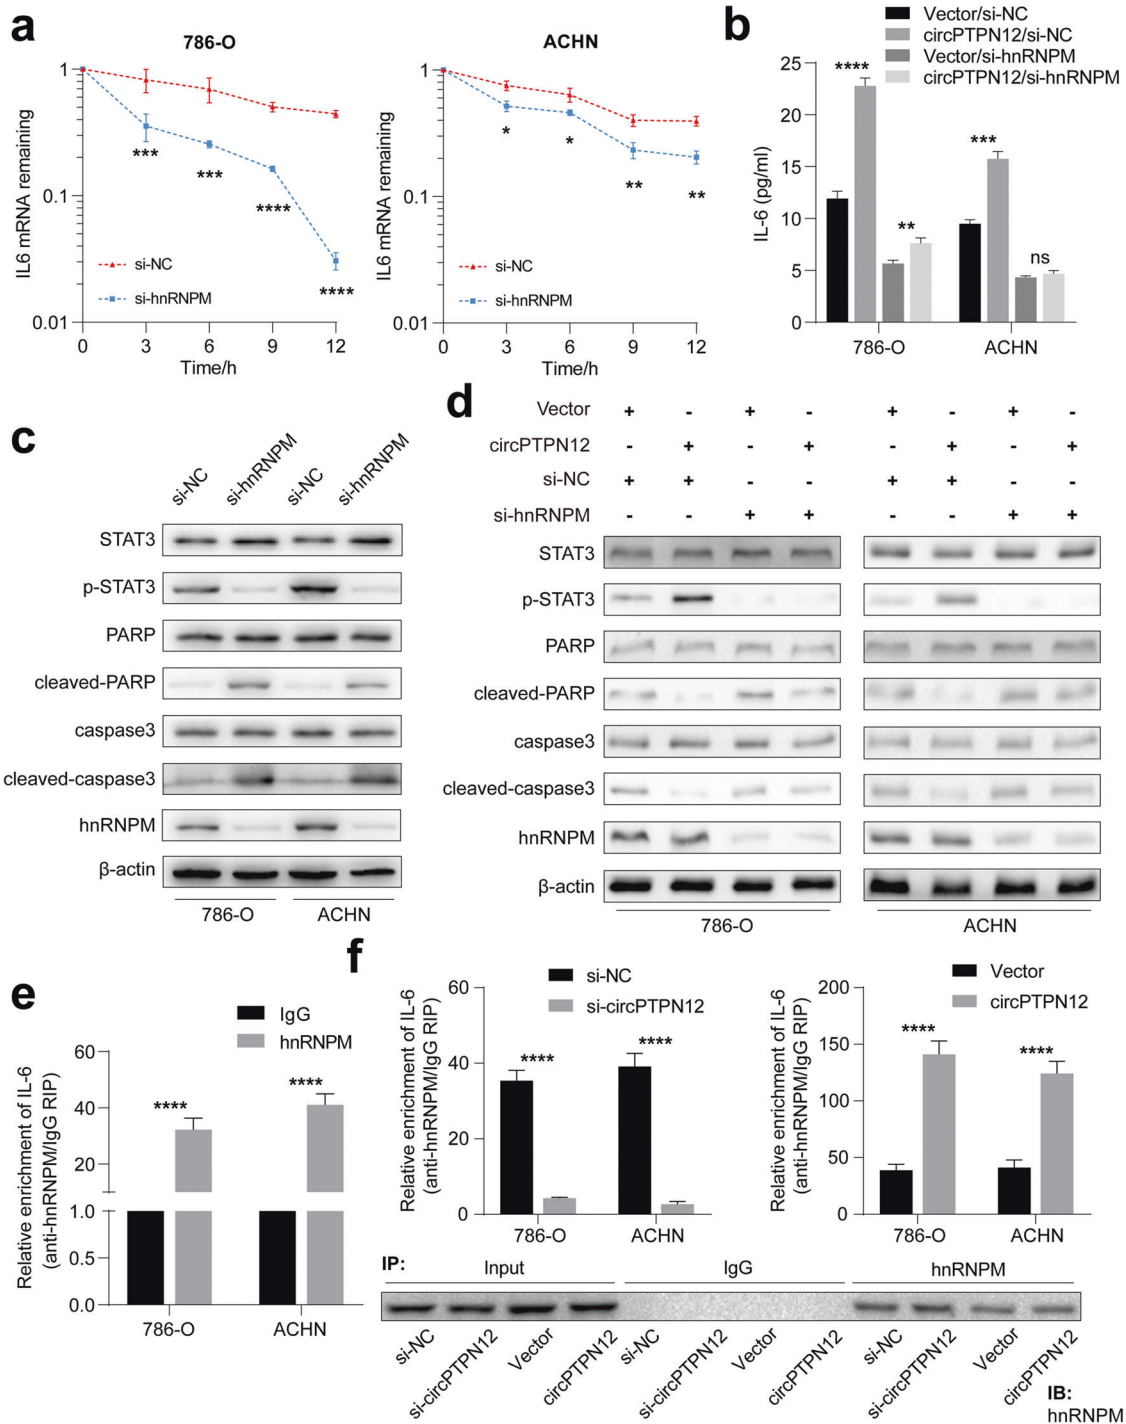 a
786-O
IL6 mRNA remaining
1
0.1
0.01
***
***
****
****
si-NC
si-hnRNPM
0 3 6 9 12
Time/h
ACHN
IL6 mRNA remaining
1
0.1
0.01
*
*
**
**
si-NC
si-hnRNPM
0 3 6 9 12
Time/h
b
Vector/si-NC
circPTPN12/si-NC
Vector/si-hnRNPM
circPTPN12/si-hnRNPM
IL-6 (pg/ml)
25
20
15
10
5
0
****
**
***
ns
786-O ACHN
c
si-NC si-hnRNPM si-NC si-hnRNPM
STAT3
p-STAT3
PARP
cleaved-PARP
caspase3
cleaved-caspase3
hnRNPM
β-actin
786-O ACHN
d
Vector + - + - + - + -
circPTPN12 - + - + - + - +
si-NC + + - - + + - -
si-hnRNPM - - + + - - + +
STAT3
p-STAT3
PARP
cleaved-PARP
caspase3
cleaved-caspase3
hnRNPM
β-actin
786-O ACHN
e
IgG
hnRNPM
Relative enrichment of IL-6
(anti-hnRNPM/IgG RIP)
60
40
20
1.0
0.5
0.0
****
****
786-O ACHN
f
si-NC
si-circPTPN12
Relative enrichment of IL-6
(anti-hnRNPM/IgG RIP)
60
40
20
0
****
****
786-O ACHN
Vector
circPTPN12
Relative enrichment of IL-6
(anti-hnRNPM/IgG RIP)
200
150
100
50
0
****
****
786-O ACHN
IP: Input IgG hnRNPM
si-NC si-circPTPN12 Vector circPTPN12 si-NC si-circPTPN12 Vector circPTPN12 si-NC si-circPTPN12 Vector circPTPN12
IB:
hnRNPM